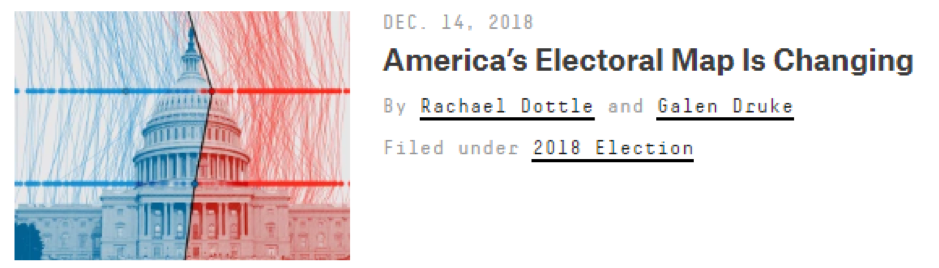 DEC. 14, 2018
America's Electoral Map Is Changing
By Rachael Dottle and Galen Druke
Filed under 2018 Election